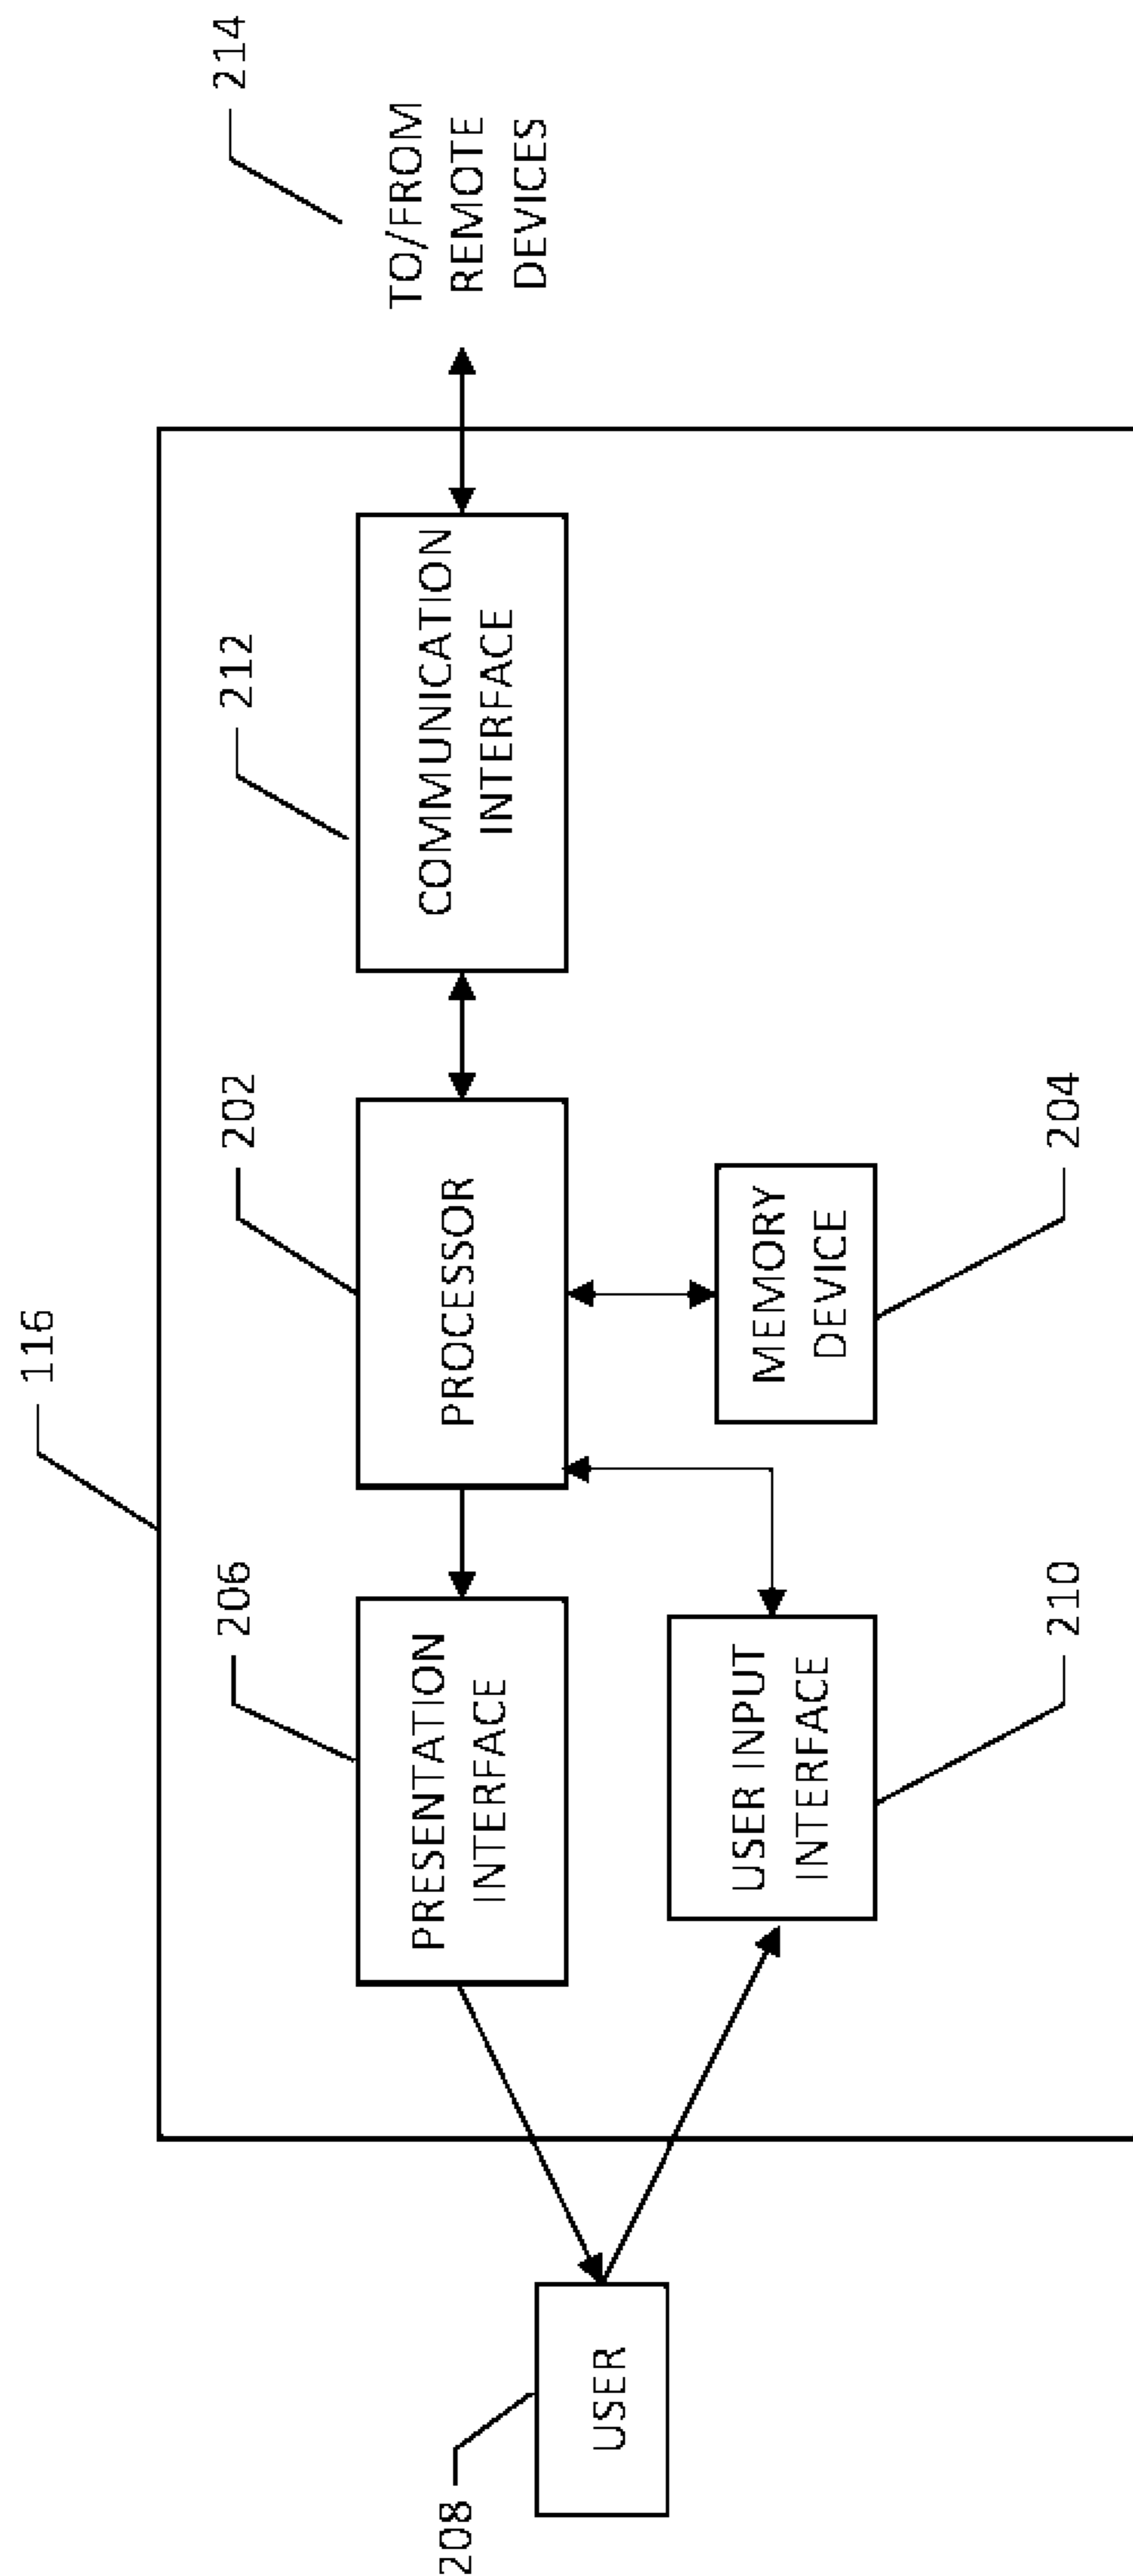 116
206
202
212
214
PRESENTATION
INTERFACE
PROCESSOR
COMMUNICATION
INTERFACE
TO/FROM
REMOTE
DEVICES
208
USER
USER INPUT
INTERFACE
MEMORY
DEVICE
210
204